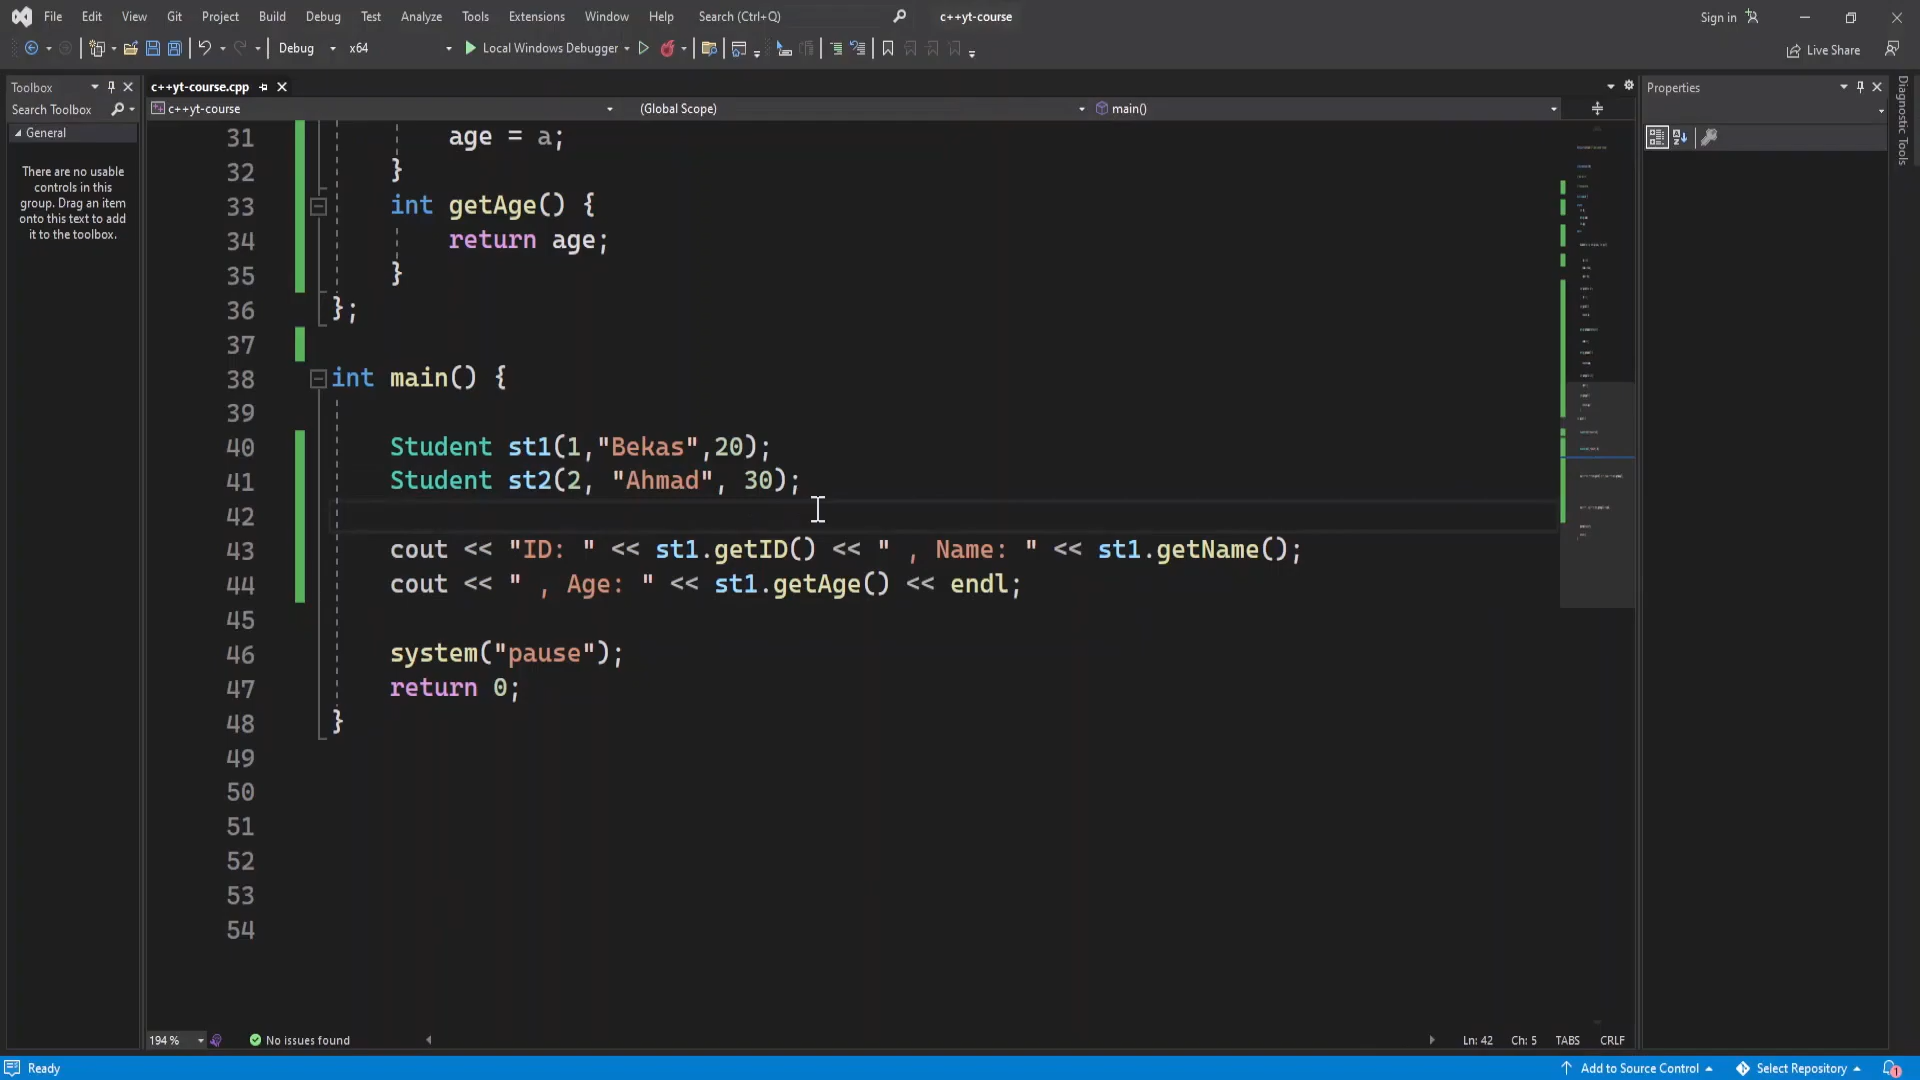 File Edit View Git Project Build Debug Test Analyze Tools Extensions Window Help Search (Ctrl+Q) c++yt-course Sign in
Debug x64 Local Windows Debugger Live Share
Toolbox
Search Toolbox
General
There are no usable
controls in this
group. Drag an item
onto this text to add
it to the toolbox.
c++yt-course.cpp
c++yt-course (Global Scope) main()
31 age = a;
32 }
33 int getAge() {
34 return age;
35 }
36 };
37
38 int main() {
39
40 Student st1(1,"Bekas",20);
41 Student st2(2, "Ahmad", 30);
42
43 cout << "ID: " << st1.getID() << " , Name: " << st1.getName();
44 cout << " , Age: " << st1.getAge() << endl;
45
46 system("pause");
47 return 0;
48 }
49
50
51
52
53
54
194 % No issues found Ln: 42 Ch: 5 TABS CRLF
Properties
Diagnostic Tools
Ready Add to Source Control Select Repository 1